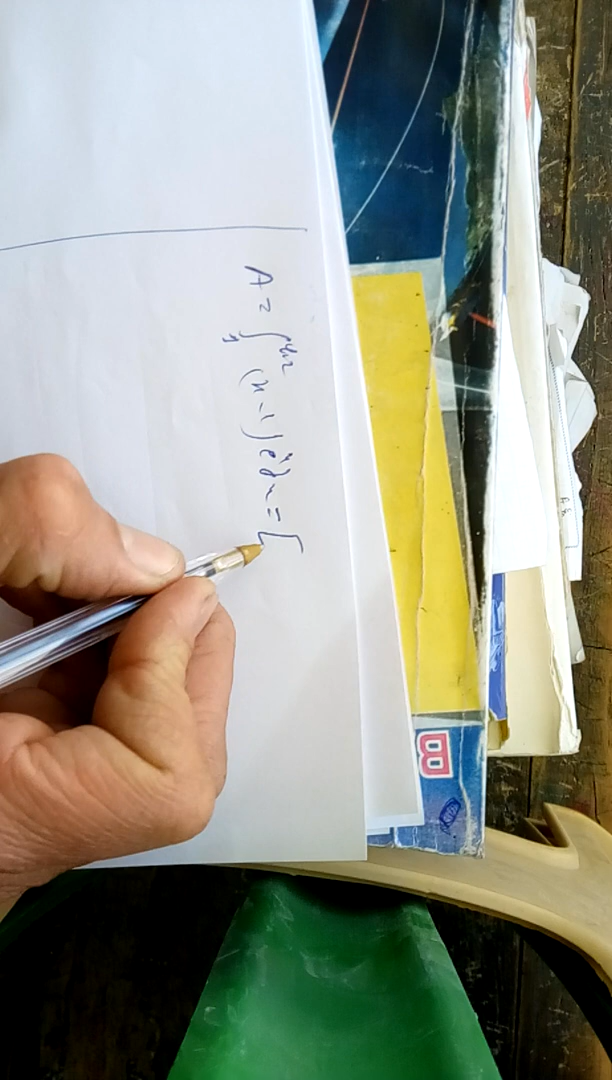 A = ∫ (x-1)eˣdx = [
B